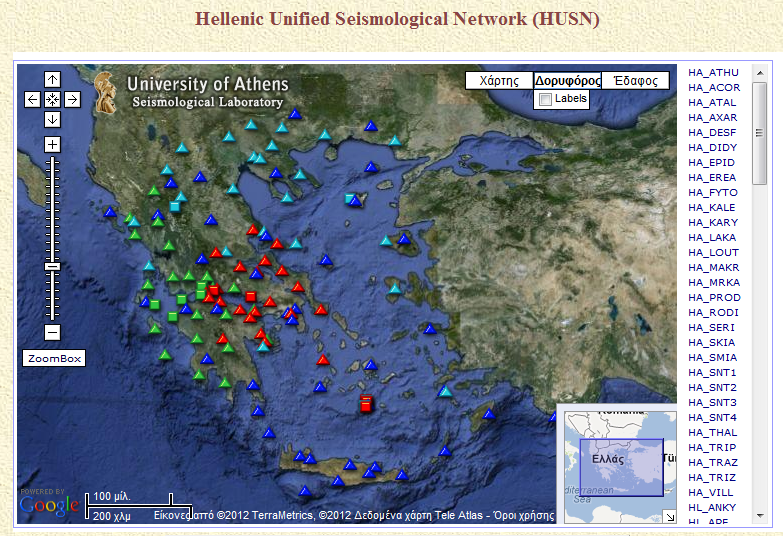 Hellenic Unified Seismological Network (HUSN)
University of Athens
Seismological Laboratory
Χάρτης
Δορυφόρος
Έδαφος
Labels
ZoomBox
HA_ATHU
HA_ACOR
HA_ATAL
HA_AXAR
HA_DESF
HA_DIDY
HA_EPID
HA_EREA
HA_FYTO
HA_KALE
HA_KARY
HA_LAKA
HA_LOUT
HA_MAKR
HA_MRKA
HA_PROD
HA_RODI
HA_SERI
HA_SKIA
HA_SMIA
HA_SNT1
HA_SNT2
HA_SNT3
HA_SNT4
HA_THAL
HA_TRIP
HA_TRAZ
HA_TRIZ
HA_VILL
HL_ANKY
HL_APE
Ελλάς
Sea
POWERED BY
Google
100 μίλ.
200 χλμ
Εικόνες από ©2012 TerraMetrics, ©2012 Δεδομένα χάρτη Tele Atlas - Όροι χρήσης